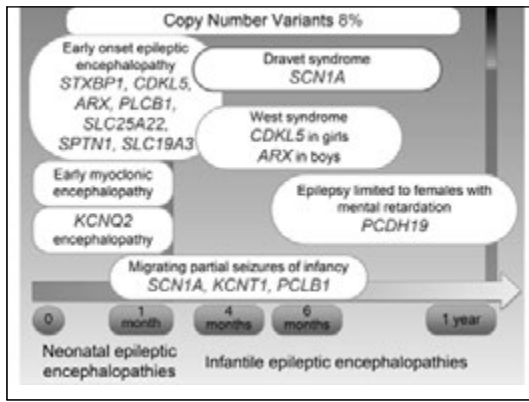 Copy Number Variants 8%
Early onset epileptic
encephalopathy
STXBP1, CDKL5,
ARX, PLCB1,
SLC25A22,
SPTN1, SLC19A3
Dravet syndrome
SCN1A
West syndrome
CDKL5 in girls
ARX in boys
Early myoclonic
encephalopathy
Epilepsy limited to females with
mental retardation
PCDH19
KCNQ2
encephalopathy
Migrating partial seizures of infancy
SCN1A, KCNT1, PCLB1
0
1
month
4
months
6
months
1 year
Neonatal epileptic
encephalopathies
Infantile epileptic encephalopathies